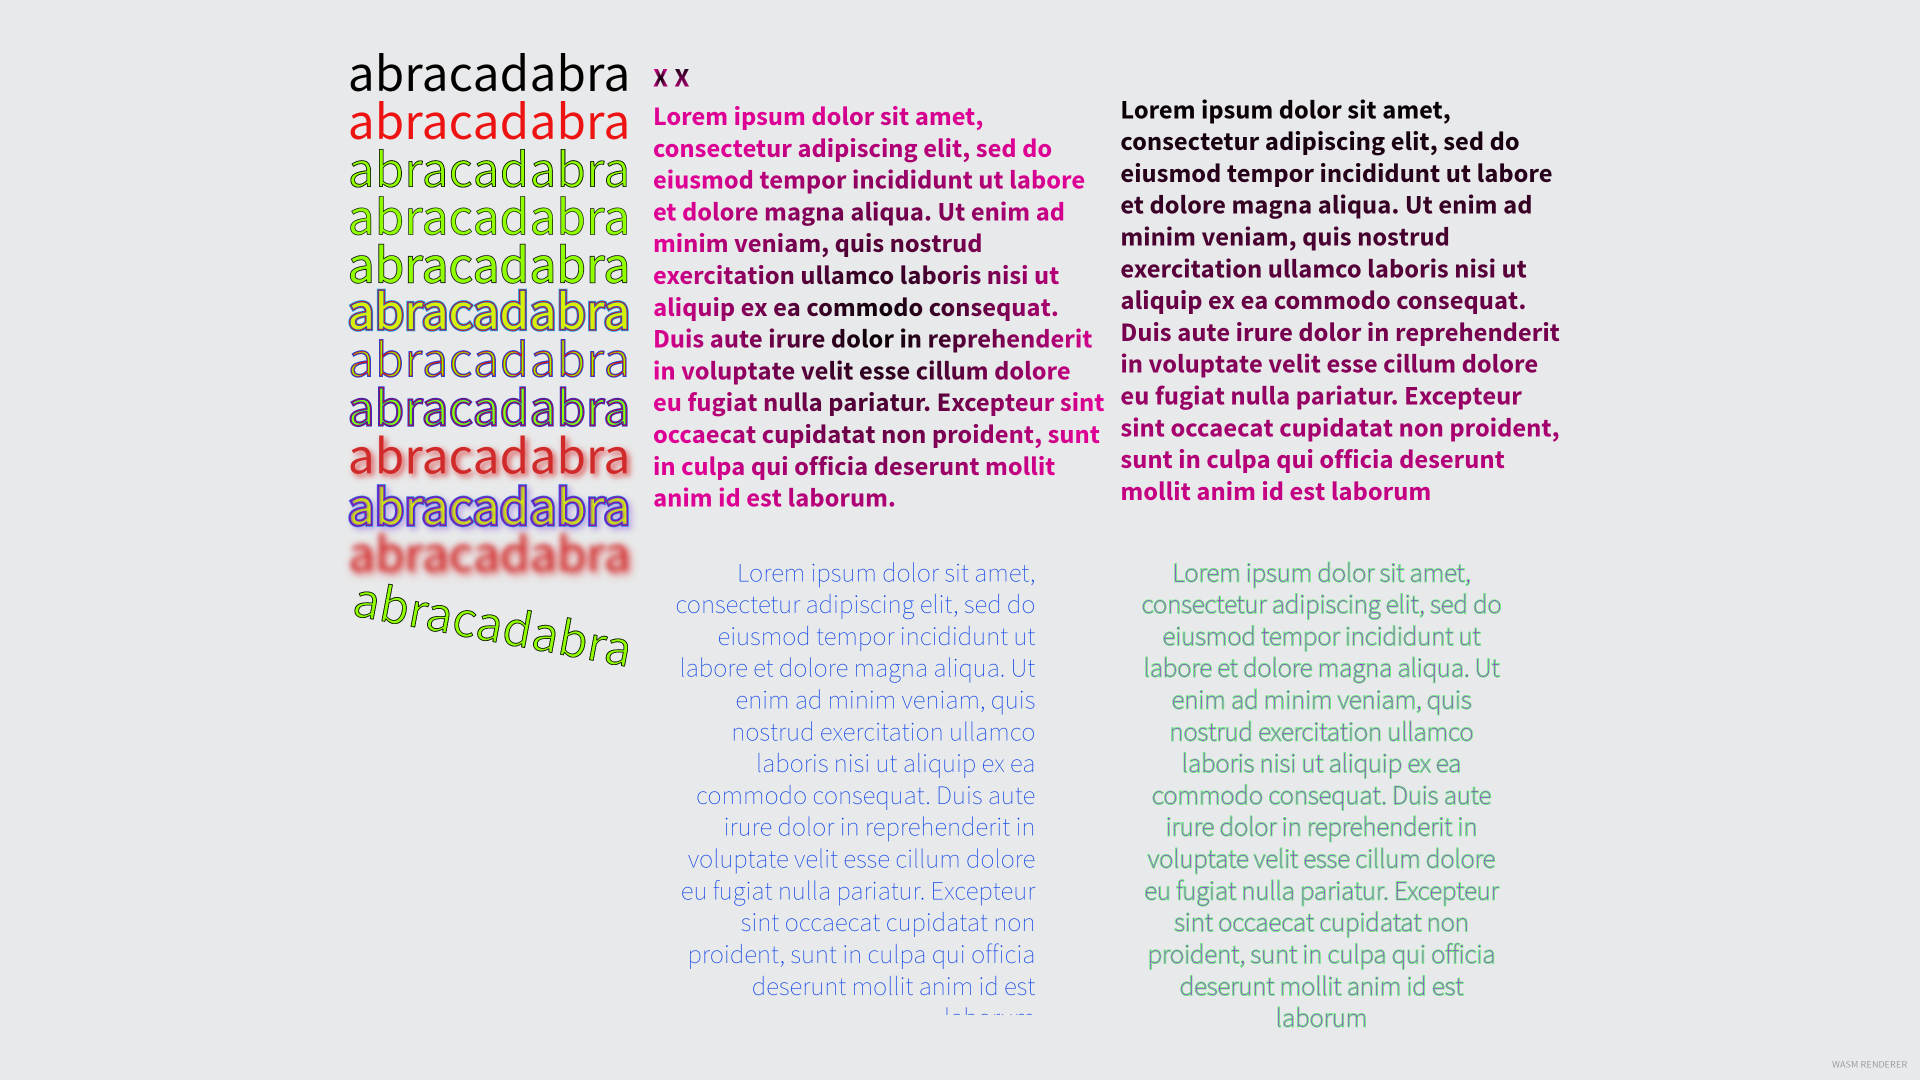 abracadabra
abracadabra
abracadabra
abracadabra
abracadabra
abracadabra
abracadabra
abracadabra
abracadabra
abracadabra
abracadabra
abracadabra
x x
Lorem ipsum dolor sit amet,
consectetur adipiscing elit, sed do
eiusmod tempor incididunt ut labore
et dolore magna aliqua. Ut enim ad
minim veniam, quis nostrud
exercitation ullamco laboris nisi ut
aliquip ex ea commodo consequat.
Duis aute irure dolor in reprehenderit
in voluptate velit esse cillum dolore
eu fugiat nulla pariatur. Excepteur sint
occaecat cupidatat non proident, sunt
in culpa qui officia deserunt mollit
anim id est laborum.
Lorem ipsum dolor sit amet,
consectetur adipiscing elit, sed do
eiusmod tempor incididunt ut labore
et dolore magna aliqua. Ut enim ad
minim veniam, quis nostrud
exercitation ullamco laboris nisi ut
aliquip ex ea commodo consequat.
Duis aute irure dolor in reprehenderit
in voluptate velit esse cillum dolore
eu fugiat nulla pariatur. Excepteur
sint occaecat cupidatat non proident,
sunt in culpa qui officia deserunt
mollit anim id est laborum
Lorem ipsum dolor sit amet,
consectetur adipiscing elit, sed do
eiusmod tempor incididunt ut
labore et dolore magna aliqua. Ut
enim ad minim veniam, quis
nostrud exercitation ullamco
laboris nisi ut aliquip ex ea
commodo consequat. Duis aute
irure dolor in reprehenderit in
voluptate velit esse cillum dolore
eu fugiat nulla pariatur. Excepteur
sint occaecat cupidatat non
proident, sunt in culpa qui officia
deserunt mollit anim id est
Lorem ipsum dolor sit amet,
consectetur adipiscing elit, sed do
eiusmod tempor incididunt ut
labore et dolore magna aliqua. Ut
enim ad minim veniam, quis
nostrud exercitation ullamco
laboris nisi ut aliquip ex ea
commodo consequat. Duis aute
irure dolor in reprehenderit in
voluptate velit esse cillum dolore
eu fugiat nulla pariatur. Excepteur
sint occaecat cupidatat non
proident, sunt in culpa qui officia
deserunt mollit anim id est
laborum
WASM RENDERER